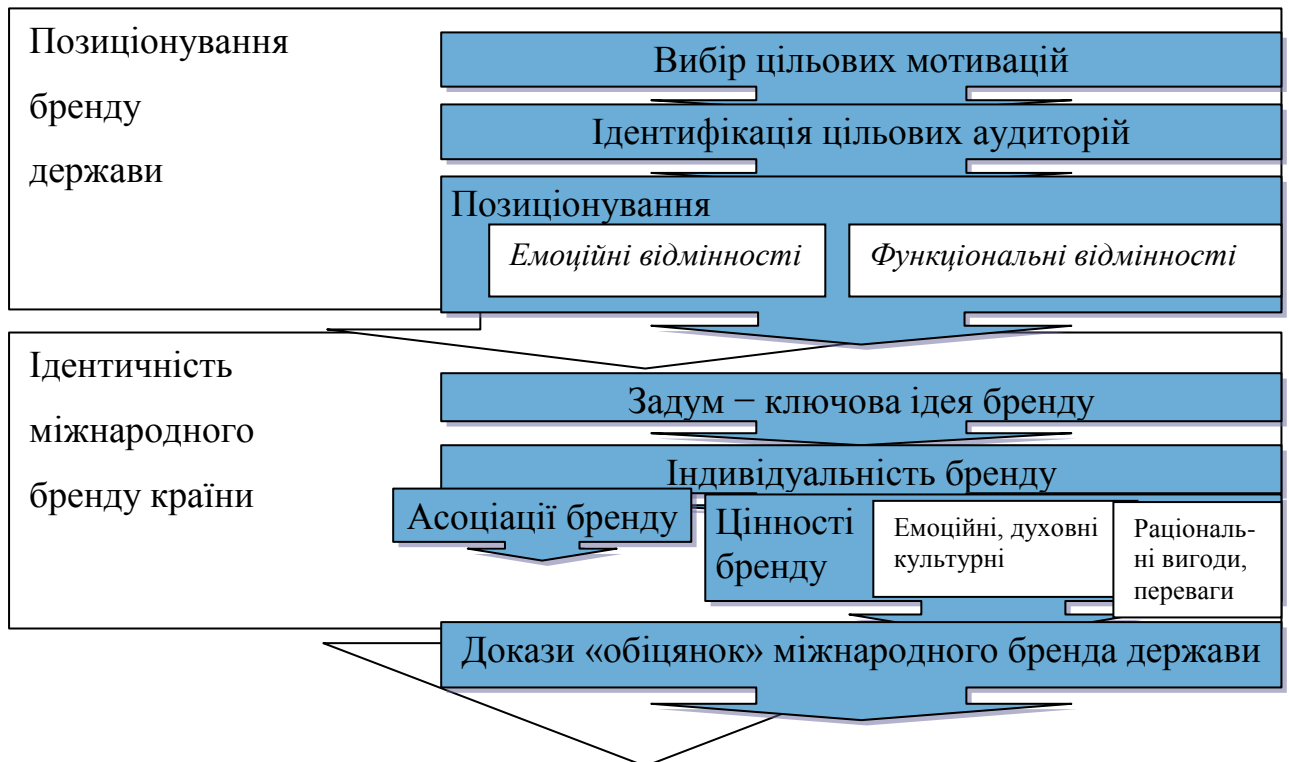 Позиціонування
бренду
держави
Вибір цільових мотивацій
Ідентифікація цільових аудиторій
Позиціонування
Емоційні відмінності
Функціональні відмінності
Ідентичність
міжнародного
бренду країни
Задум − ключова ідея бренду
Індивідуальність бренду
Асоціації бренду
Цінності
бренду
Емоційні, духовні
культурні
Раціональ-
ні вигоди,
переваги
Докази «обіцянок» міжнародного бренда держави